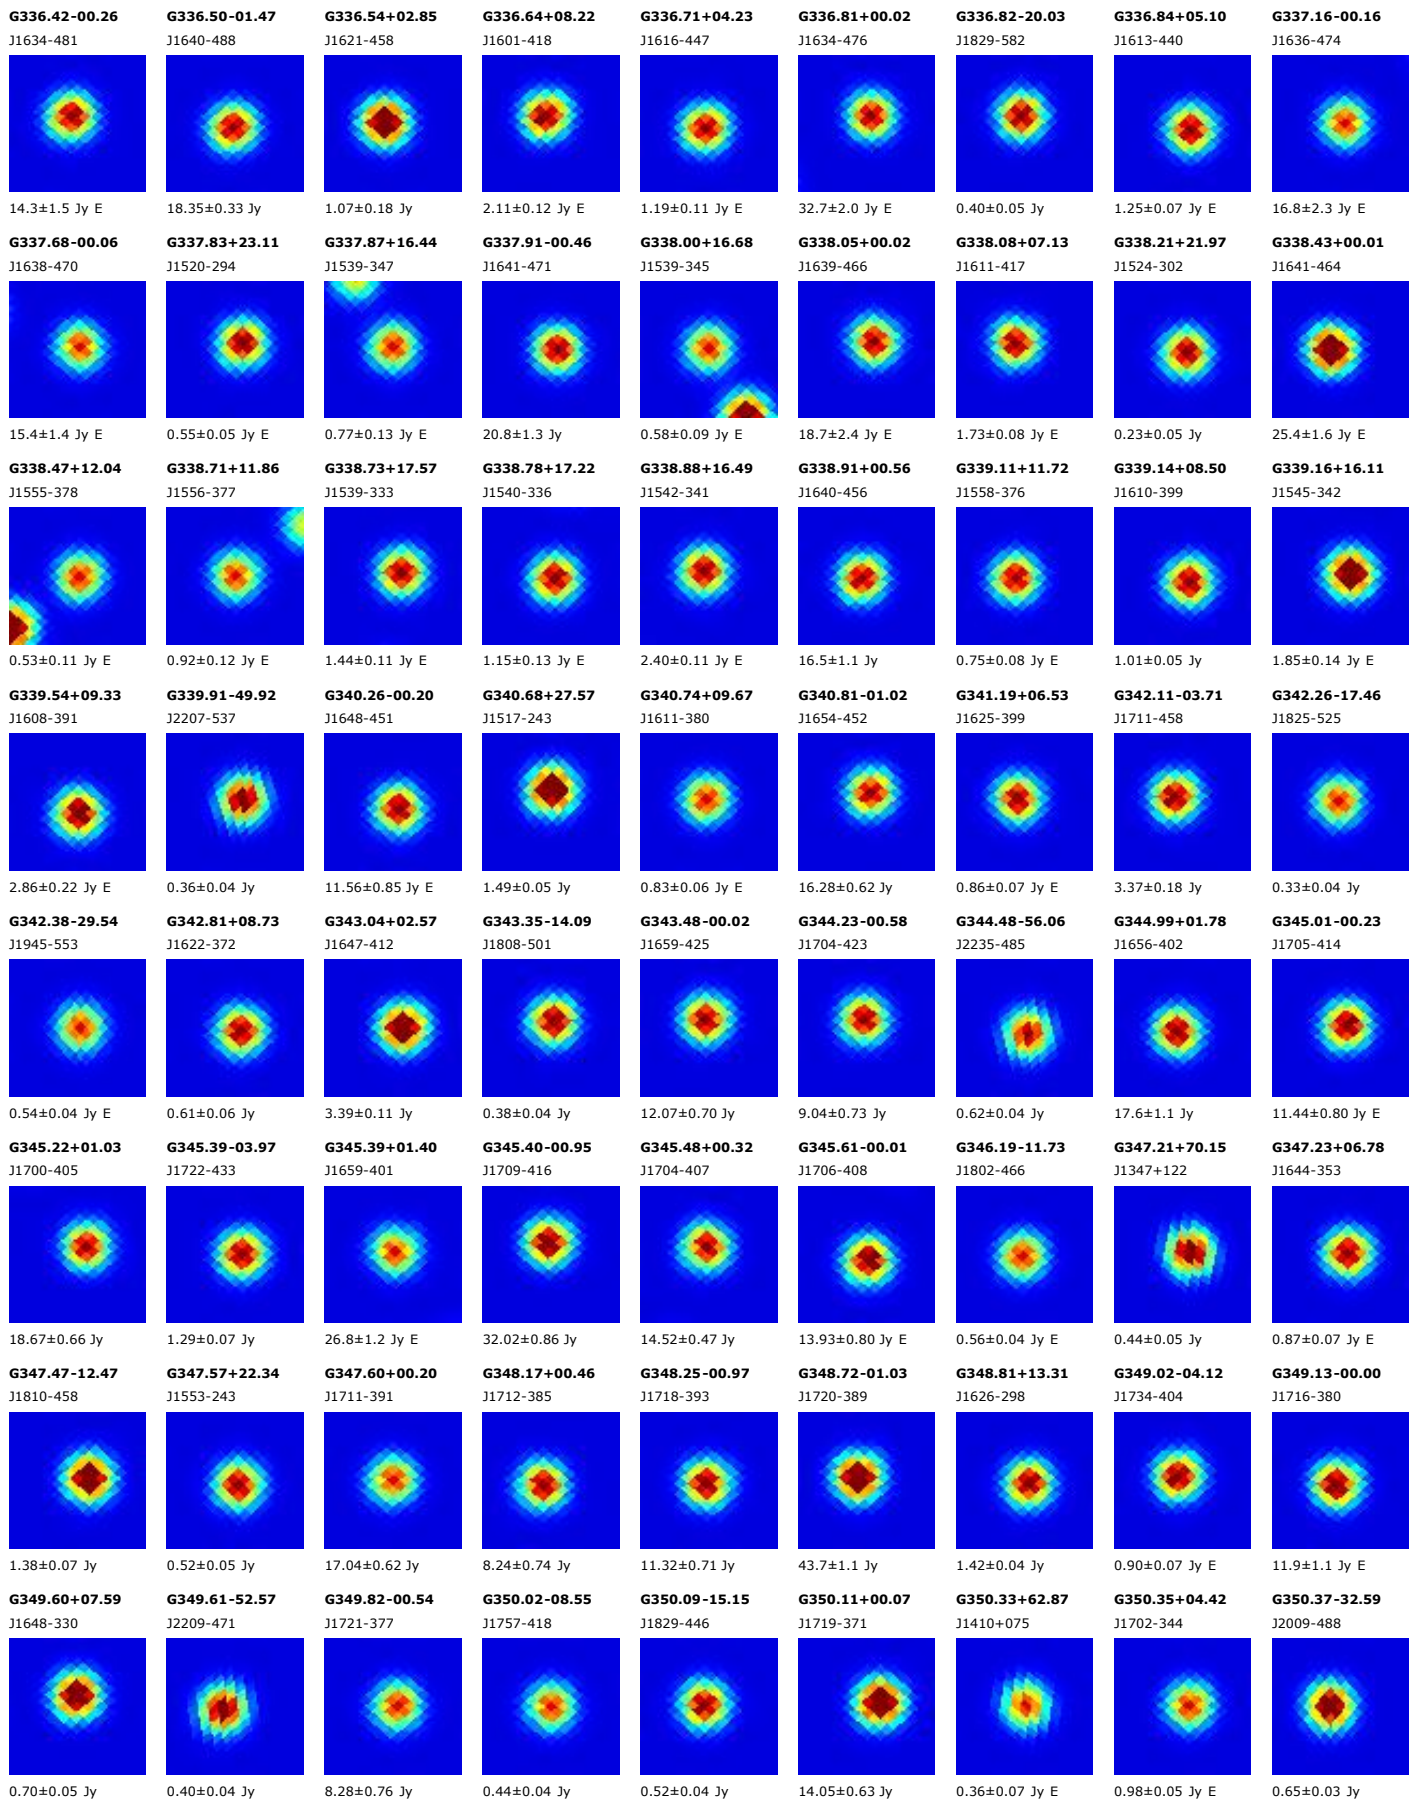 G336.42-00.26 G336.50-01.47 G336.54+02.85 G336.64+08.22 G336.71+04.23 G336.81+00.02 G336.82-20.03 G336.84+05.10 G337.16-00.16
J1634-481 J1640-488 J1621-458 J1601-418 J1616-447 J1634-476 J1829-582 J1613-440 J1636-474
14.3±1.5 Jy E 18.35±0.33 Jy 1.07±0.18 Jy 2.11±0.12 Jy E 1.19±0.11 Jy E 32.7±2.0 Jy E 0.40±0.05 Jy 1.25±0.07 Jy E 16.8±2.3 Jy E
G337.68-00.06 G337.83+23.11 G337.87+16.44 G337.91-00.46 G338.00+16.68 G338.05+00.02 G338.08+07.13 G338.21+21.97 G338.43+00.01
J1638-470 J1520-294 J1539-347 J1641-471 J1539-345 J1639-466 J1611-417 J1524-302 J1641-464
15.4±1.4 Jy E 0.55±0.05 Jy E 0.77±0.13 Jy E 20.8±1.3 Jy 0.58±0.09 Jy E 18.7±2.4 Jy E 1.73±0.08 Jy E 0.23±0.05 Jy 25.4±1.6 Jy E
G338.47+12.04 G338.71+11.86 G338.73+17.57 G338.78+17.22 G338.88+16.49 G338.91+00.56 G339.11+11.72 G339.14+08.50 G339.16+16.11
J1555-378 J1556-377 J1539-333 J1540-336 J1542-341 J1640-456 J1558-376 J1610-399 J1545-342
0.53±0.11 Jy E 0.92±0.12 Jy E 1.44±0.11 Jy E 1.15±0.13 Jy E 2.40±0.11 Jy E 16.5±1.1 Jy 0.75±0.08 Jy E 1.01±0.05 Jy 1.85±0.14 Jy E
G339.54+09.33 G339.91-49.92 G340.26-00.20 G340.68+27.57 G340.74+09.67 G340.81-01.02 G341.19+06.53 G342.11-03.71 G342.26-17.46
J1608-391 J2207-537 J1648-451 J1517-243 J1611-380 J1654-452 J1625-399 J1711-458 J1825-525
2.86±0.22 Jy E 0.36±0.04 Jy 11.56±0.85 Jy E 1.49±0.05 Jy 0.83±0.06 Jy E 16.28±0.62 Jy 0.86±0.07 Jy E 3.37±0.18 Jy 0.33±0.04 Jy
G342.38-29.54 G342.81+08.73 G343.04+02.57 G343.35-14.09 G343.48-00.02 G344.23-00.58 G344.48-56.06 G344.99+01.78 G345.01-00.23
J1945-553 J1622-372 J1647-412 J1808-501 J1659-425 J1704-423 J2235-485 J1656-402 J1705-414
0.54±0.04 Jy E 0.61±0.06 Jy 3.39±0.11 Jy 0.38±0.04 Jy 12.07±0.70 Jy 9.04±0.73 Jy 0.62±0.04 Jy 17.6±1.1 Jy 11.44±0.80 Jy E
G345.22+01.03 G345.39-03.97 G345.39+01.40 G345.40-00.95 G345.48+00.32 G345.61-00.01 G346.19-11.73 G347.21+70.15 G347.23+06.78
J1700-405 J1722-433 J1659-401 J1709-416 J1704-407 J1706-408 J1802-466 J1347+122 J1644-353
18.67±0.66 Jy 1.29±0.07 Jy 26.8±1.2 Jy E 32.02±0.86 Jy 14.52±0.47 Jy 13.93±0.80 Jy E 0.56±0.04 Jy E 0.44±0.05 Jy 0.87±0.07 Jy E
G347.47-12.47 G347.57+22.34 G347.60+00.20 G348.17+00.46 G348.25-00.97 G348.72-01.03 G348.81+13.31 G349.02-04.12 G349.13-00.00
J1810-458 J1553-243 J1711-391 J1712-385 J1718-393 J1720-389 J1626-298 J1734-404 J1716-380
1.38±0.07 Jy 0.52±0.05 Jy 17.04±0.62 Jy 8.24±0.74 Jy 11.32±0.71 Jy 43.7±1.1 Jy 1.42±0.04 Jy 0.90±0.07 Jy E 11.9±1.1 Jy E
G349.60+07.59 G349.61-52.57 G349.82-00.54 G350.02-08.55 G350.09-15.15 G350.11+00.07 G350.33+62.87 G350.35+04.42 G350.37-32.59
J1648-330 J2209-471 J1721-377 J1757-418 J1829-446 J1719-371 J1410+075 J1702-344 J2009-488
0.70±0.05 Jy 0.40±0.04 Jy 8.28±0.76 Jy 0.44±0.04 Jy 0.52±0.04 Jy 14.05±0.63 Jy 0.36±0.07 Jy E 0.98±0.05 Jy E 0.65±0.03 Jy